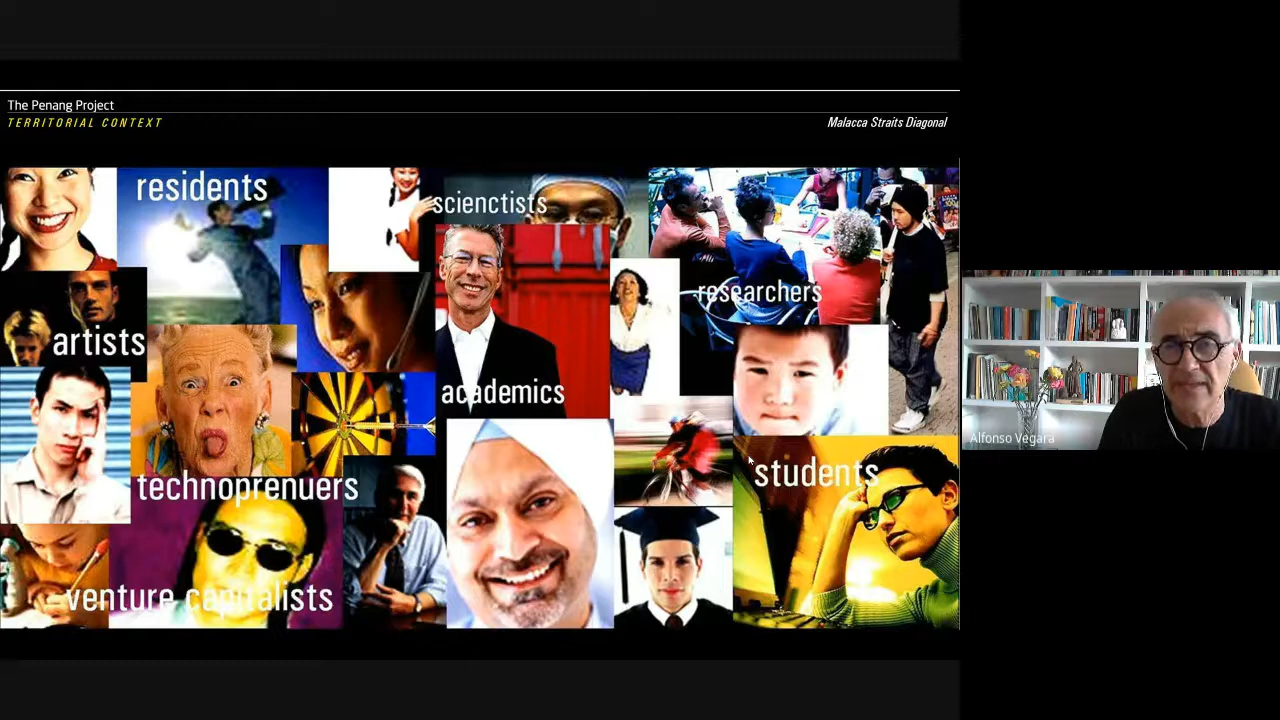 The Penang Project
TERRITORIAL CONTEXT
Malacca Straits Diagonal
residents
scienctists
researchers
artists
academics
technoprenuers
students
venture capitalists
Alfonso Vegara